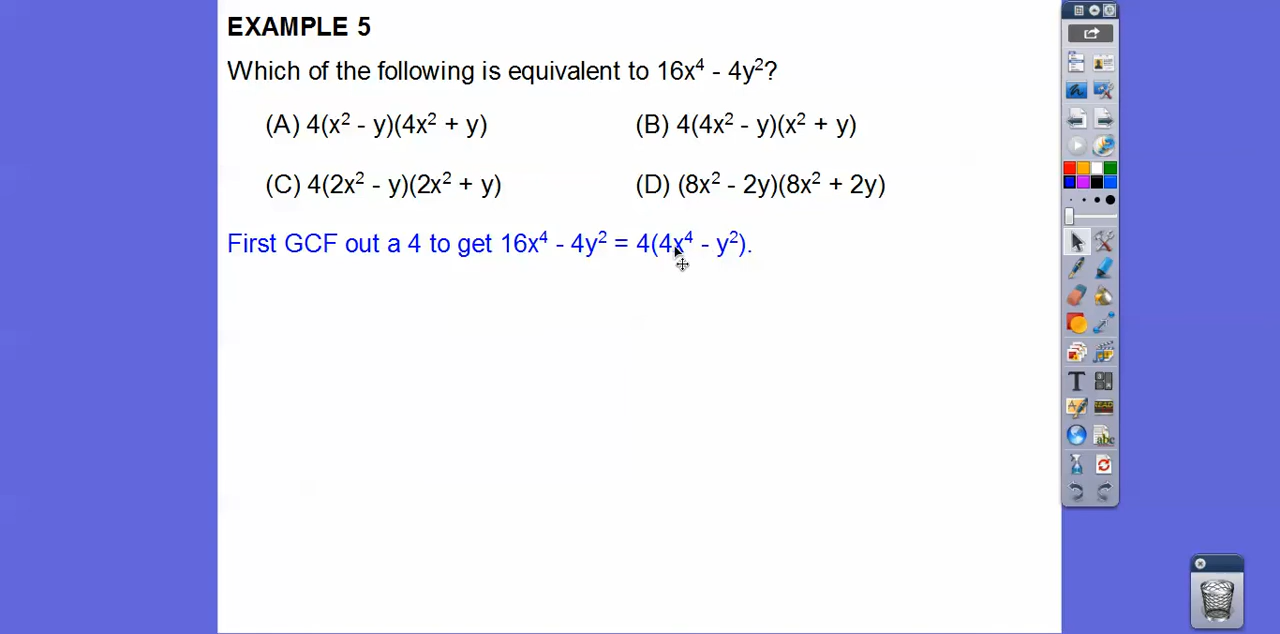 EXAMPLE 5
Which of the following is equivalent to 16x⁴ - 4y²?
(A) 4(x² - y)(4x² + y) (B) 4(4x² - y)(x² + y)
(C) 4(2x² - y)(2x² + y) (D) (8x² - 2y)(8x² + 2y)
First GCF out a 4 to get 16x⁴ - 4y² = 4(4x⁴ - y²).